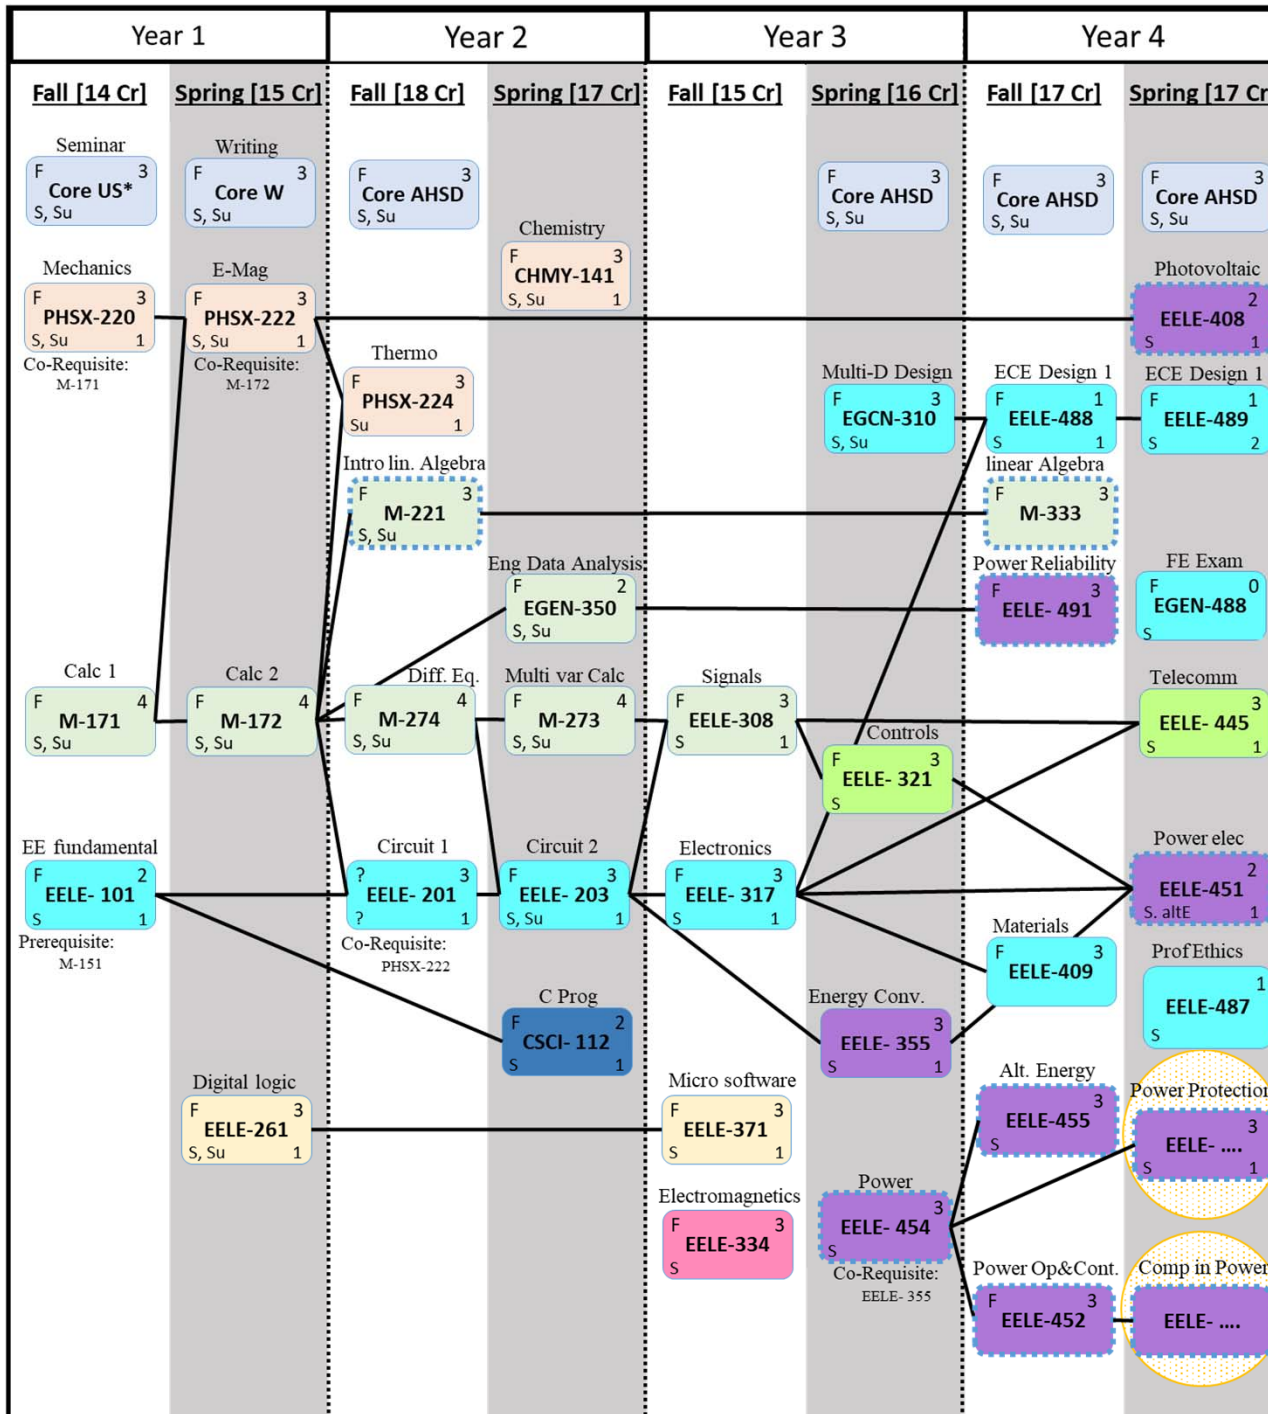 Year 1
Year 2
Year 3
Year 4
Fall [14 Cr]
Spring [15 Cr]
Fall [18 Cr]
Spring [17 Cr]
Fall [15 Cr]
Spring [16 Cr]
Fall [17 Cr]
Spring [17 Cr
Seminar
F 3
Core US*
S, Su
Writing
F 3
Core W
S, Su
F 3
Core AHSD
S, Su
F 3
Core AHSD
S, Su
F 3
Core AHSD
S, Su
F 3
Core AHSD
S, Su
Chemistry
F 3
CHMY-141
S, Su 1
Mechanics
F 3
PHSX-220
S, Su 1
Co-Requisite:
M-171
E-Mag
F 3
PHSX-222
S, Su 1
Co-Requisite:
M-172
Photovoltaic
2
EELE-408
S 1
Thermo
F 3
PHSX-224
Su 1
Multi-D Design
F 3
EGCN-310
S, Su
ECE Design 1
F 1
EELE-488
S 1
ECE Design 1
F 1
EELE-489
S 2
Intro lin. Algebra
F 3
M-221
S, Su
linear Algebra
F 3
M-333
Eng Data Analysis
F 2
EGEN-350
S, Su
Power Reliability
F 3
EELE- 491
FE Exam
F 0
EGEN-488
S
Calc 1
F 4
M-171
S, Su
Calc 2
F 4
M-172
S, Su
Diff. Eq.
F 4
M-274
S, Su
Multi var Calc
F 4
M-273
S, Su
Signals
F 3
EELE-308
S 1
Telecomm
3
EELE- 445
S 1
Controls
F 3
EELE- 321
S
EE fundamental
F 2
EELE- 101
S 1
Prerequisite:
M-151
Circuit 1
? 3
EELE- 201
? 1
Co-Requisite:
PHSX-222
Circuit 2
F 3
EELE- 203
S, Su 1
Electronics
F 3
EELE- 317
S 1
Power elec
2
EELE-451
S. altE 1
Materials
F 3
EELE-409
Prof Ethics
1
EELE-487
S
C Prog
F 2
CSCI- 112
S 1
Energy Conv.
3
EELE- 355
S 1
Digital logic
F 3
EELE-261
S, Su 1
Micro software
F 3
EELE-371
S 1
Alt. Energy
3
EELE-455
S
Power Protection
3
EELE- ....
S 1
Electromagnetics
F 3
EELE-334
S
Power
3
EELE- 454
S
Co-Requisite:
EELE- 355
Power Op&Cont.
F 3
EELE-452
Comp in Power
EELE- ....